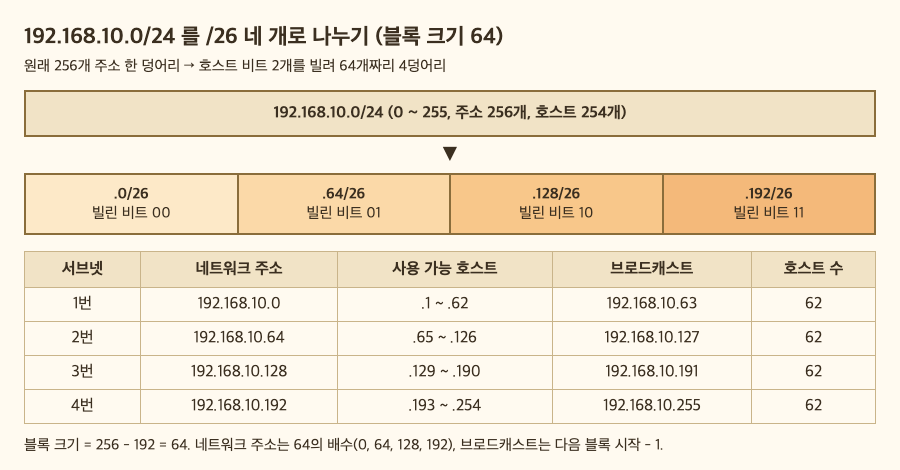 192.168.10.0/24 를 /26 네 개로 나누기 (블록 크기 64)
원래 256개 주소 한 덩어리 → 호스트 비트 2개를 빌려 64개짜리 4덩어리
192.168.10.0/24 (0 ~ 255, 주소 256개, 호스트 254개)
▼
.0/26 .64/26 .128/26 .192/26
빌린 비트 00 빌린 비트 01 빌린 비트 10 빌린 비트 11
서브넷 네트워크 주소 사용 가능 호스트 브로드캐스트 호스트 수
1번 192.168.10.0 .1 ~ .62 192.168.10.63 62
2번 192.168.10.64 .65 ~ .126 192.168.10.127 62
3번 192.168.10.128 .129 ~ .190 192.168.10.191 62
4번 192.168.10.192 .193 ~ .254 192.168.10.255 62
블록 크기 = 256 - 192 = 64. 네트워크 주소는 64의 배수(0, 64, 128, 192), 브로드캐스트는 다음 블록 시작 - 1.